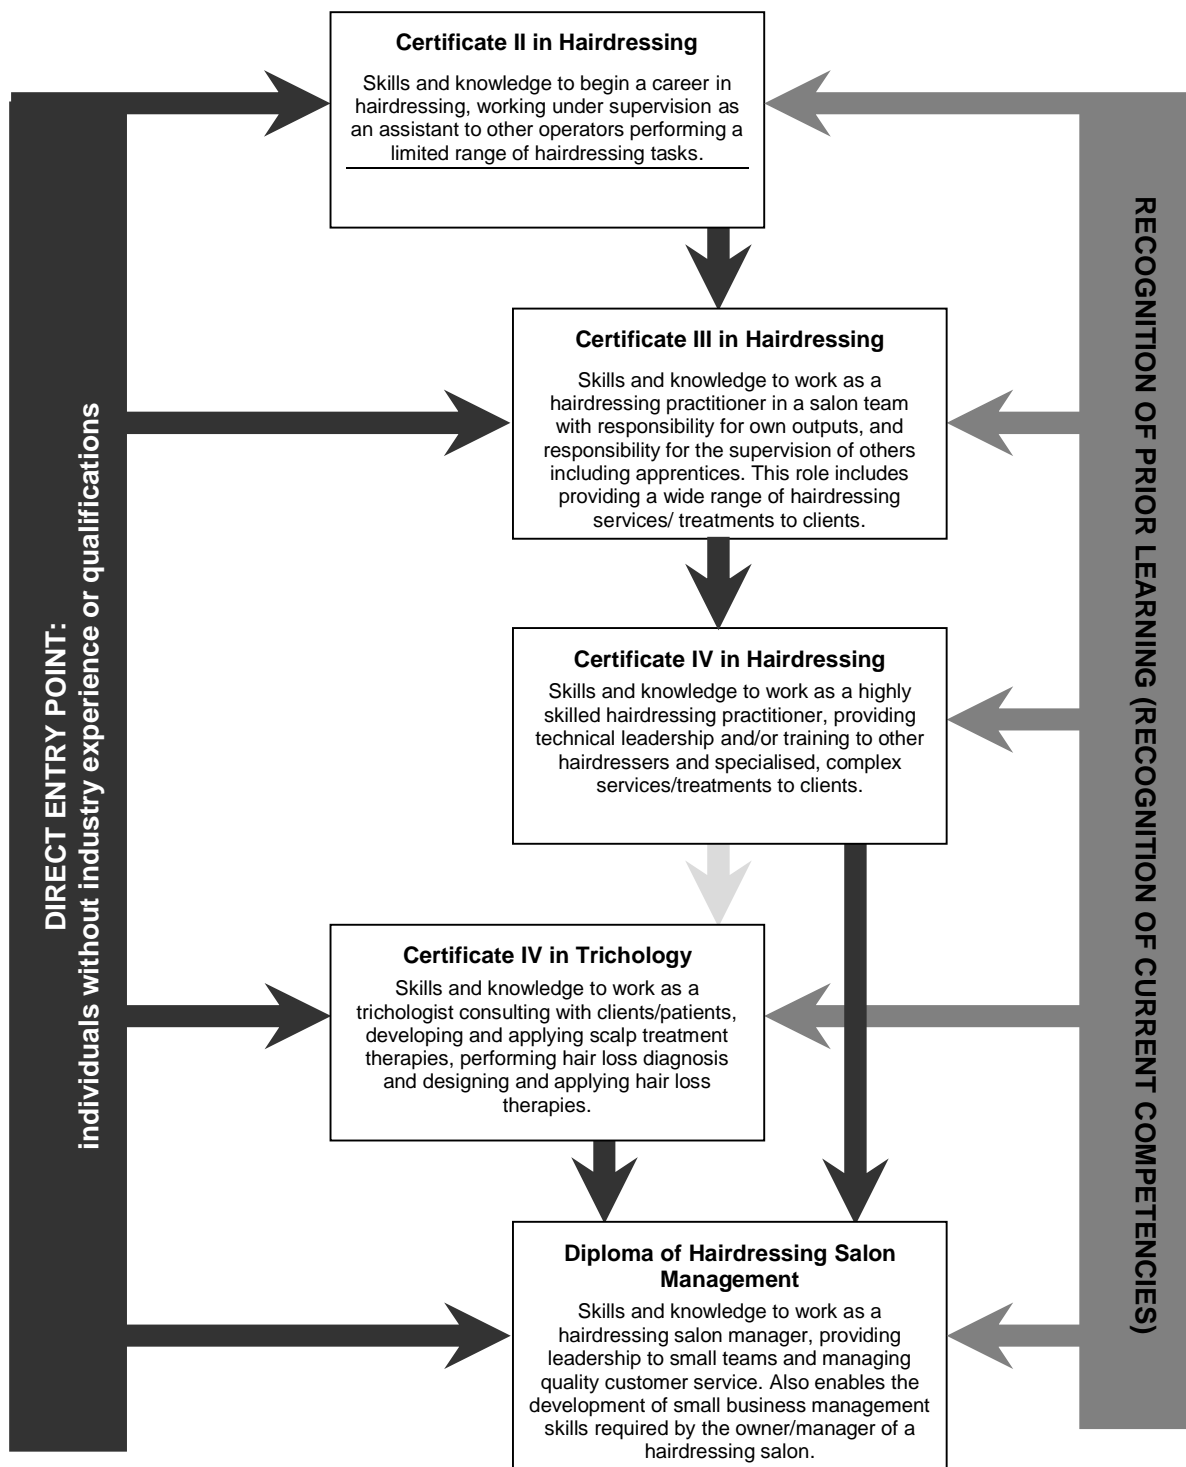 Certificate II in Hairdressing
Skills and knowledge to begin a career in
hairdressing, working under supervision as
an assistant to other operators performing a
limited range of hairdressing tasks.
Certificate III in Hairdressing
Skills and knowledge to work as a
hairdressing practitioner in a salon team
with responsibility for own outputs, and
responsibility for the supervision of others
including apprentices. This role includes
providing a wide range of hairdressing
services/ treatments to clients.
Certificate IV in Hairdressing
Skills and knowledge to work as a highly
skilled hairdressing practitioner, providing
technical leadership and/or training to other
hairdressers and specialised, complex
services/treatments to clients.
Certificate IV in Trichology
Skills and knowledge to work as a
trichologist consulting with clients/patients,
developing and applying scalp treatment
therapies, performing hair loss diagnosis
and designing and applying hair loss
therapies.
Diploma of Hairdressing Salon
Management
Skills and knowledge to work as a
hairdressing salon manager, providing
leadership to small teams and managing
quality customer service. Also enables the
development of small business management
skills required by the owner/manager of a
hairdressing salon.
DIRECT ENTRY POINT:
individuals without industry experience or qualifications
RECOGNITION OF PRIOR LEARNING (RECOGNITION OF CURRENT COMPETENCIES)